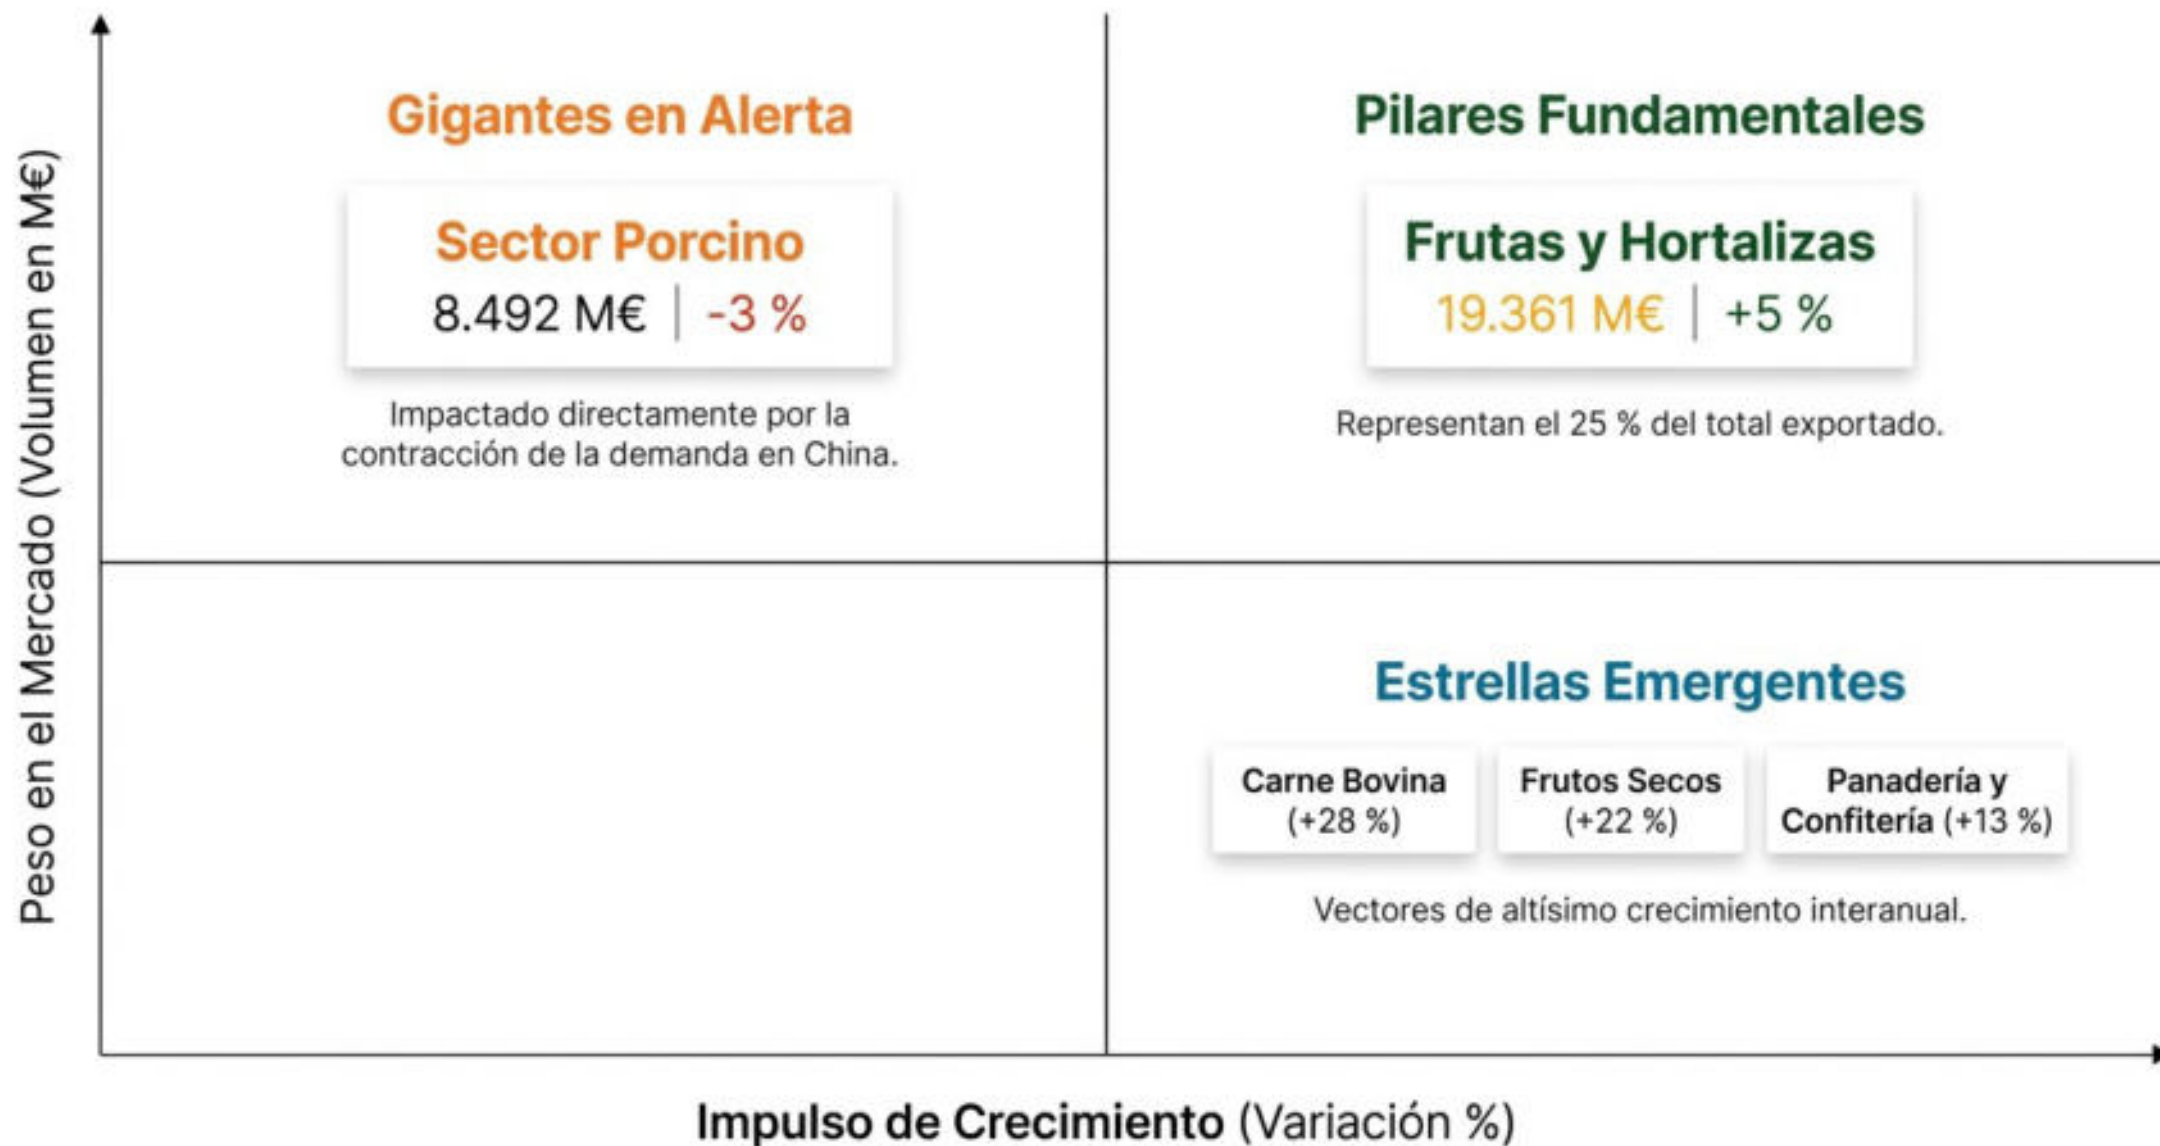 Peso en el Mercado (Volumen en M€)
Gigantes en Alerta
Sector Porcino
8.492 M€ | -3 %
Impactado directamente por la
contracción de la demanda en China.
Pilares Fundamentales
Frutas y Hortalizas
19.361 M€ | +5 %
Representan el 25 % del total exportado.
Estrellas Emergentes
Carne Bovina
(+28 %)
Frutos Secos
(+22 %)
Panadería y
Confitería (+13 %)
Vectores de altísimo crecimiento interanual.
Impulso de Crecimiento (Variación %)